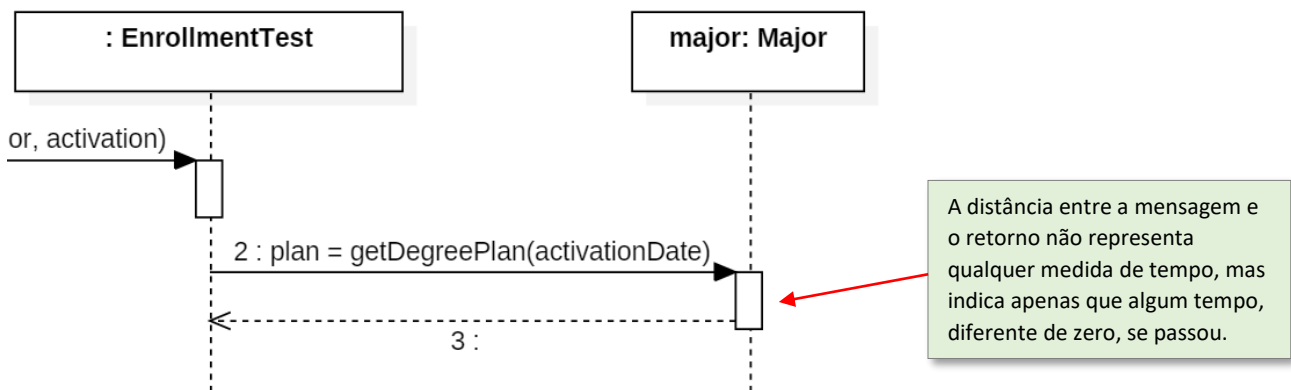 : EnrollmentTest
major: Major
or, activation)
2 : plan = getDegreePlan(activationDate)
3 :
A distância entre a mensagem e
o retorno não representa
qualquer medida de tempo, mas
indica apenas que algum tempo,
diferente de zero, se passou.